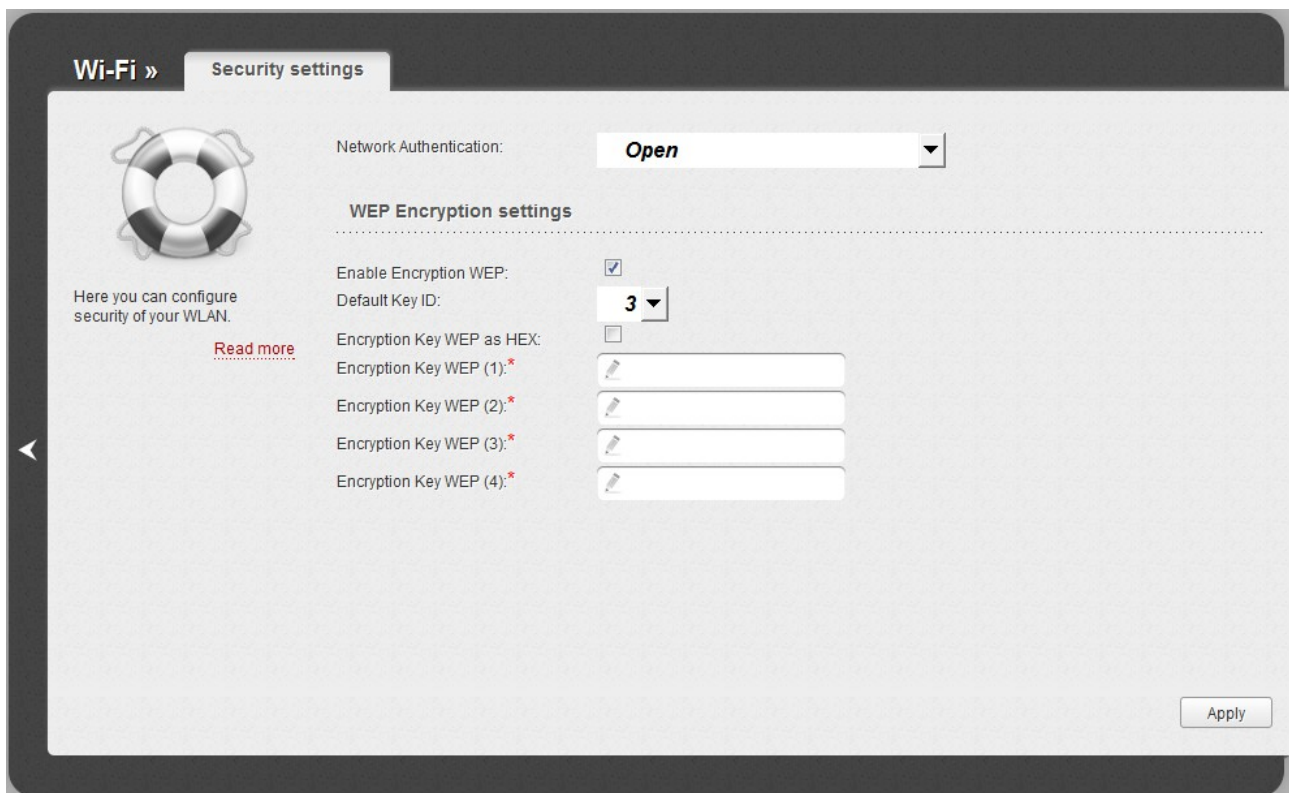 Wi-Fi »
Security settings
Here you can configure
security of your WLAN.
Read more
Network Authentication:
Open
WEP Encryption settings
Enable Encryption WEP:
Default Key ID:
3
Encryption Key WEP as HEX:
Encryption Key WEP (1):*
Encryption Key WEP (2):*
Encryption Key WEP (3):*
Encryption Key WEP (4):*
Apply